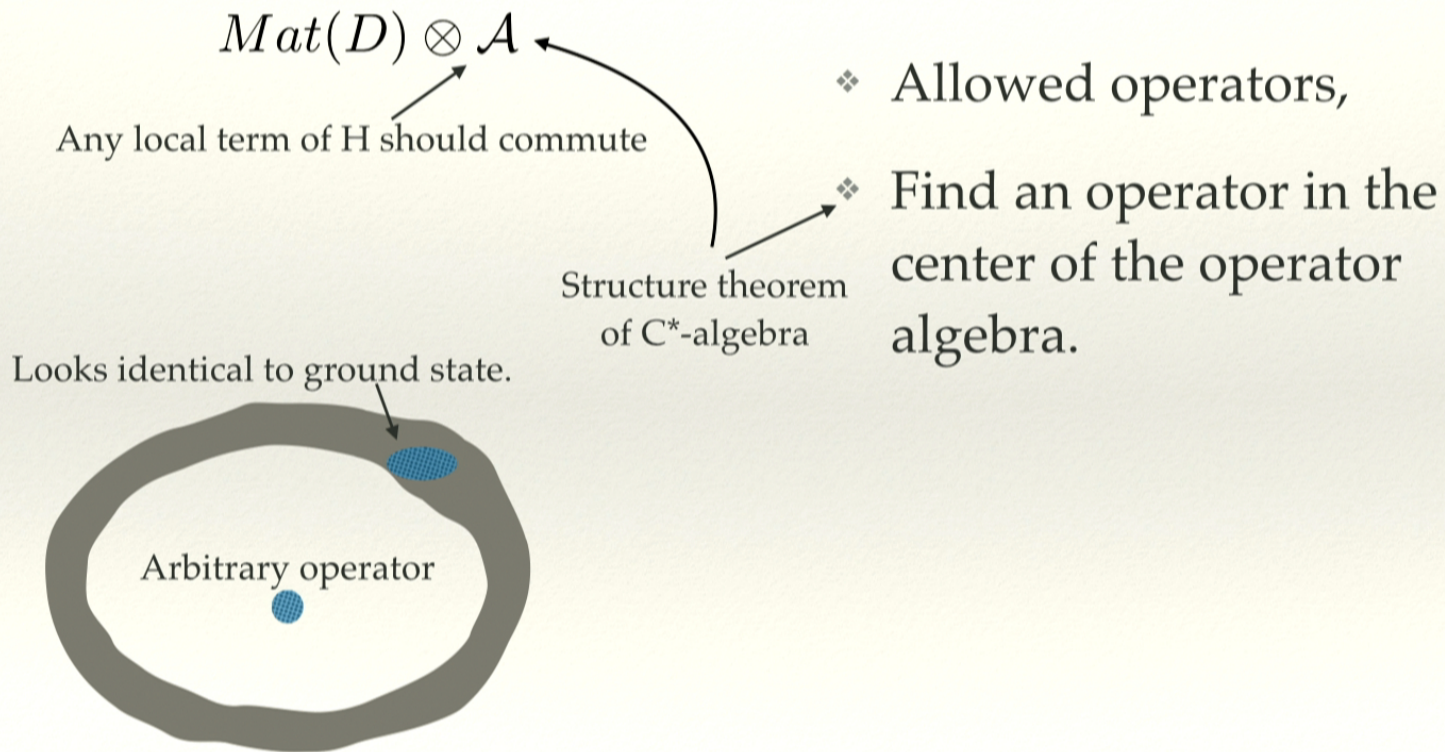 Mat(D) ⊗ 𝒜
Any local term of H should commute
Structure theorem
of C*-algebra
Looks identical to ground state.
Arbitrary operator
❖ Allowed operators,
❖ Find an operator in the
center of the operator
algebra.